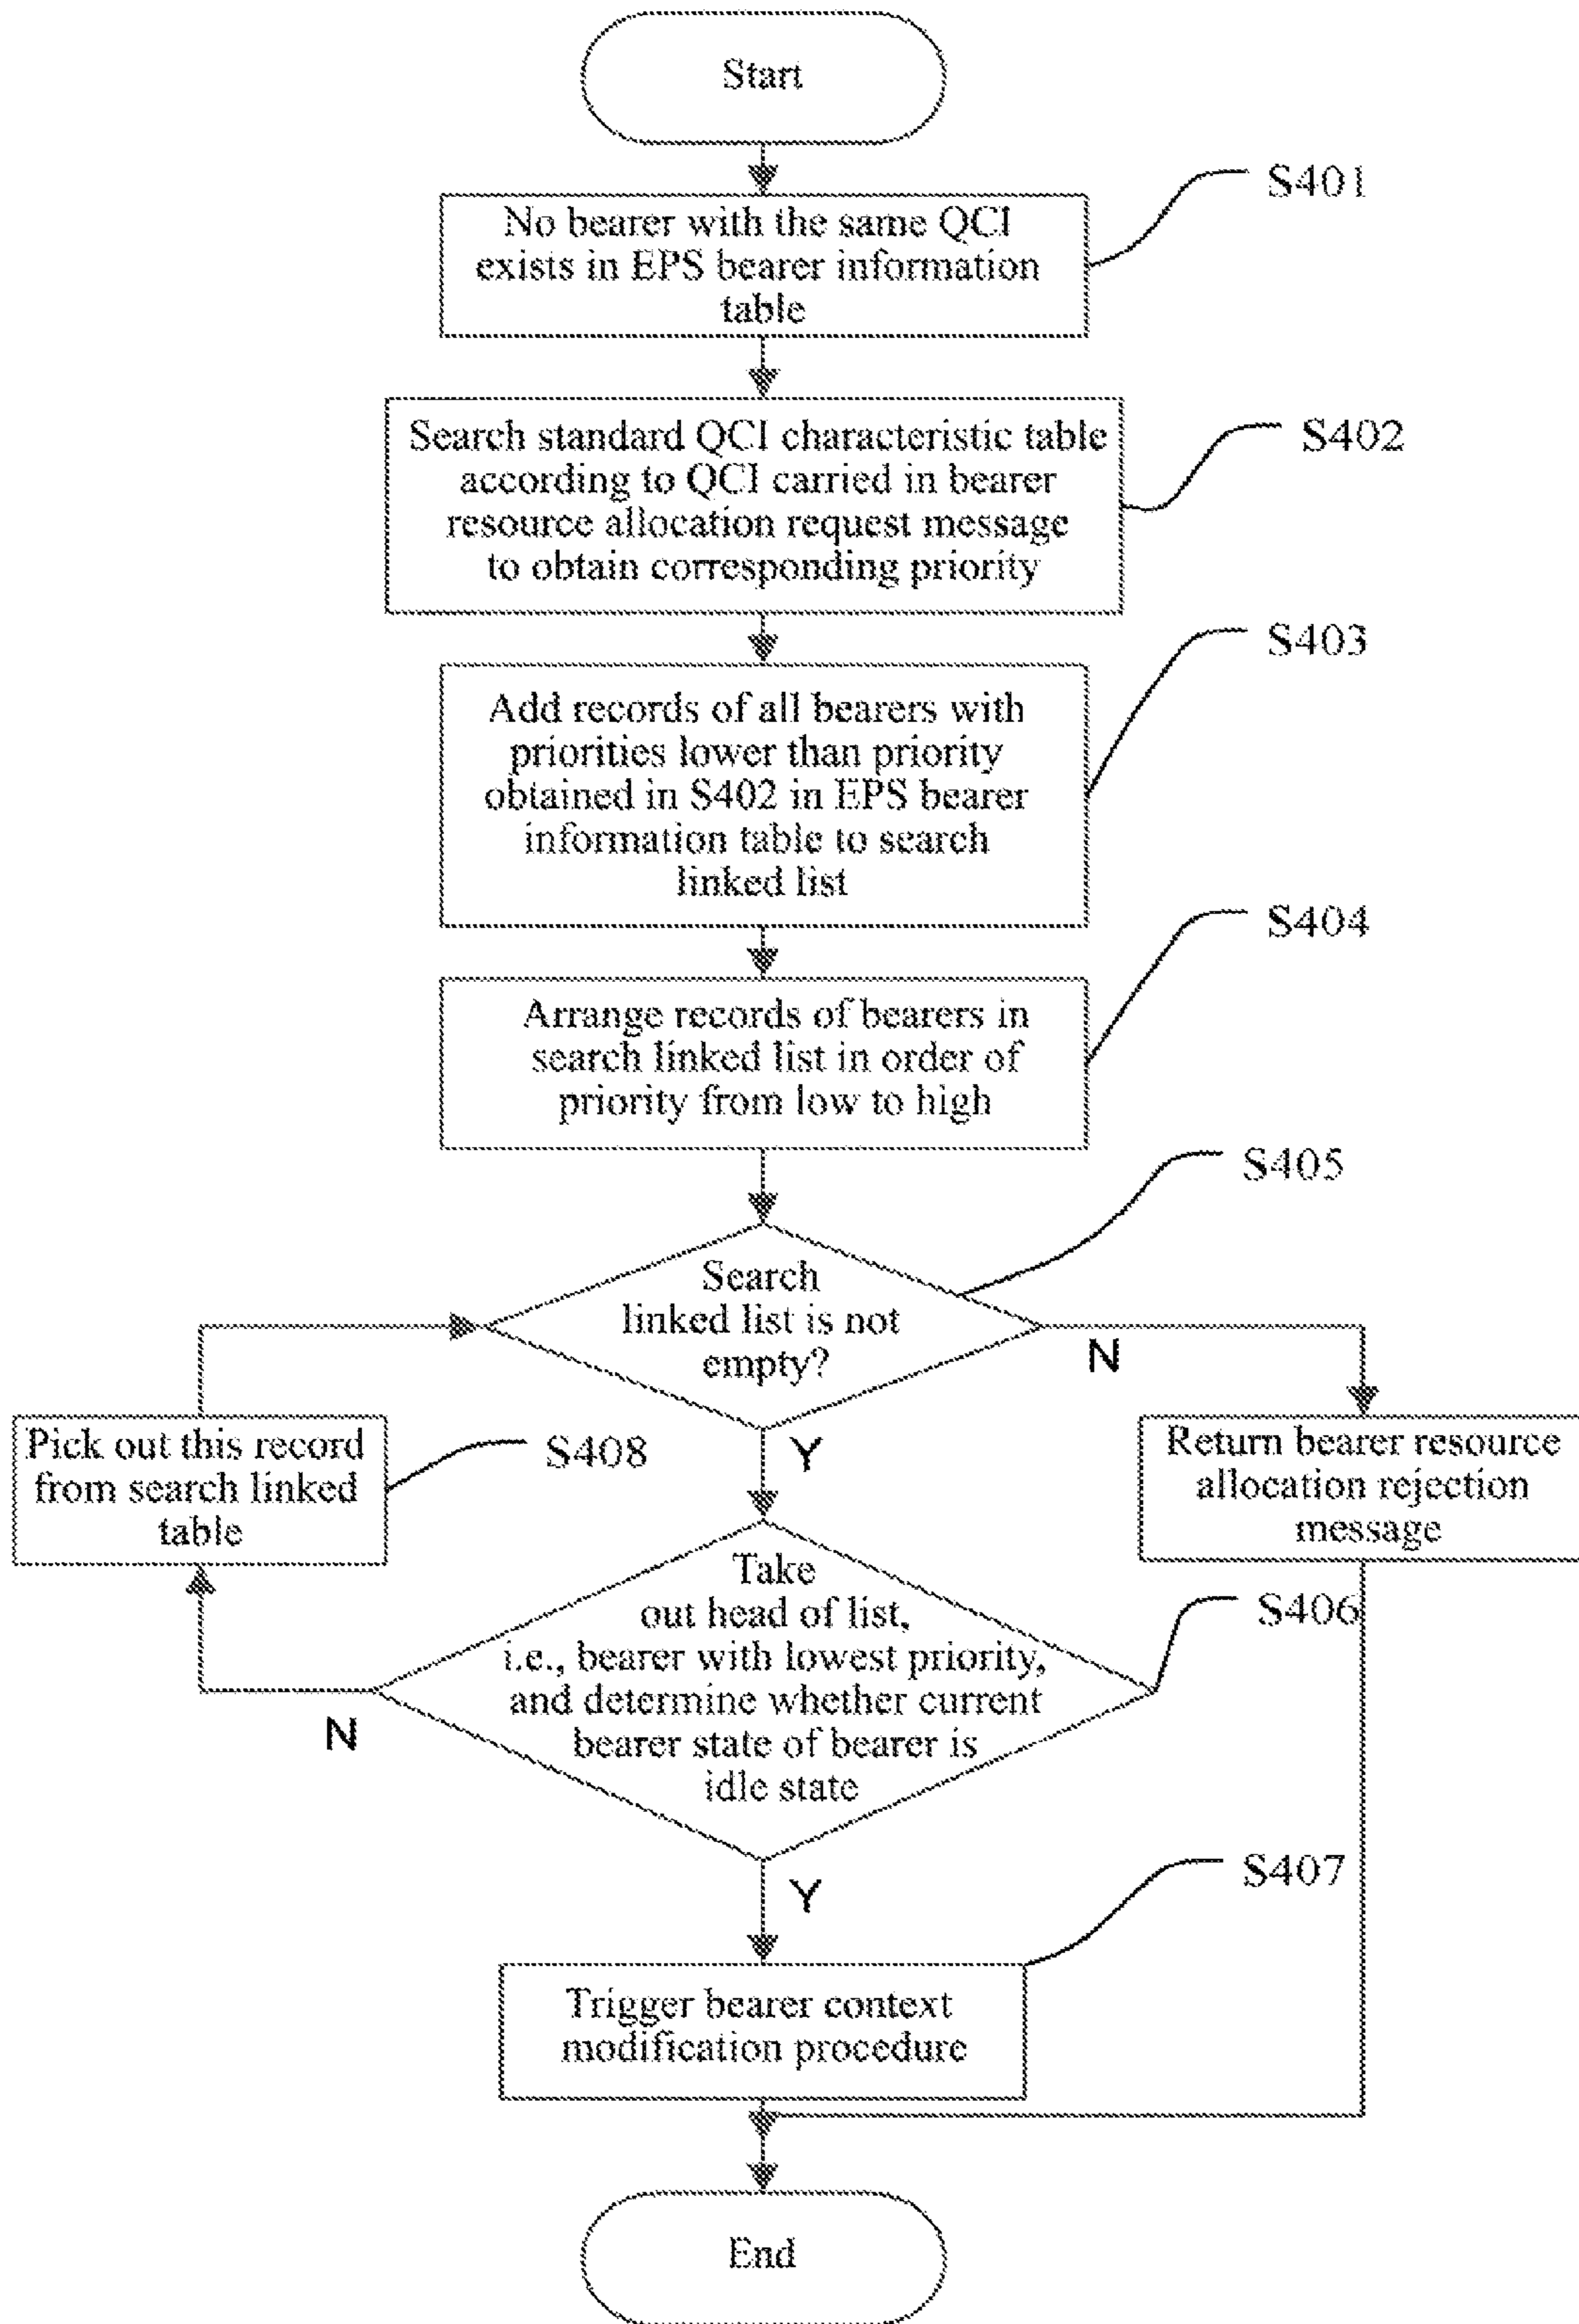 Start
S401
No bearer with the same QCI
exists in EPS bearer information
table
S402
Search standard QCI characteristic table
according to QCI carried in bearer
resource allocation request message
to obtain corresponding priority
S403
Add records of all bearers with
priorities lower than priority
obtained in S402 in EPS bearer
information table to search
linked list
S404
Arrange records of bearers in
search linked list in order of
priority from low to high
S405
Search
linked list is not
empty?
N
Y
Pick out this record
from search linked
table
S408
Return bearer resource
allocation rejection
message
Take
out head of list,
i.e., bearer with lowest priority,
and determine whether current
bearer state of bearer is
idle state
S406
N
Y
S407
Trigger bearer context
modification procedure
End